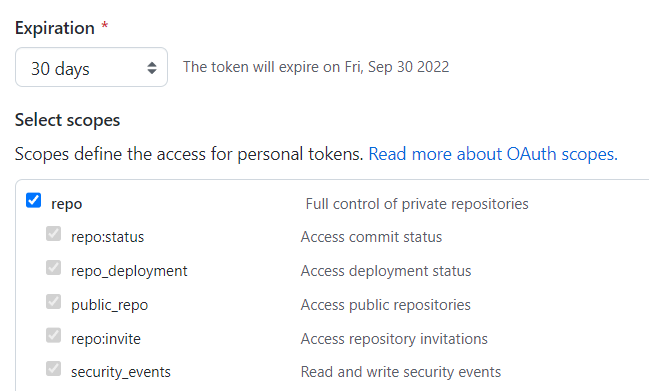 Expiration *
30 days The token will expire on Fri, Sep 30 2022
Select scopes
Scopes define the access for personal tokens. Read more about OAuth scopes.
repo Full control of private repositories
repo:status Access commit status
repo_deployment Access deployment status
public_repo Access public repositories
repo:invite Access repository invitations
security_events Read and write security events